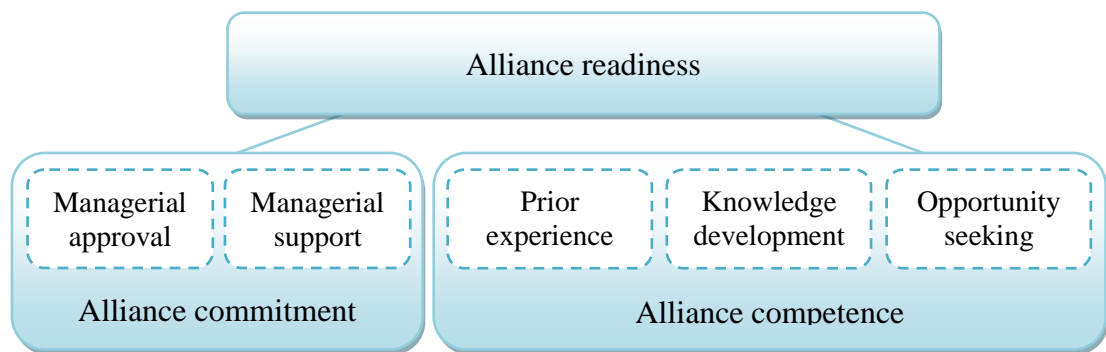 Alliance readiness
Managerial
approval
Managerial
support
Alliance commitment
Prior
experience
Knowledge
development
Opportunity
seeking
Alliance competence